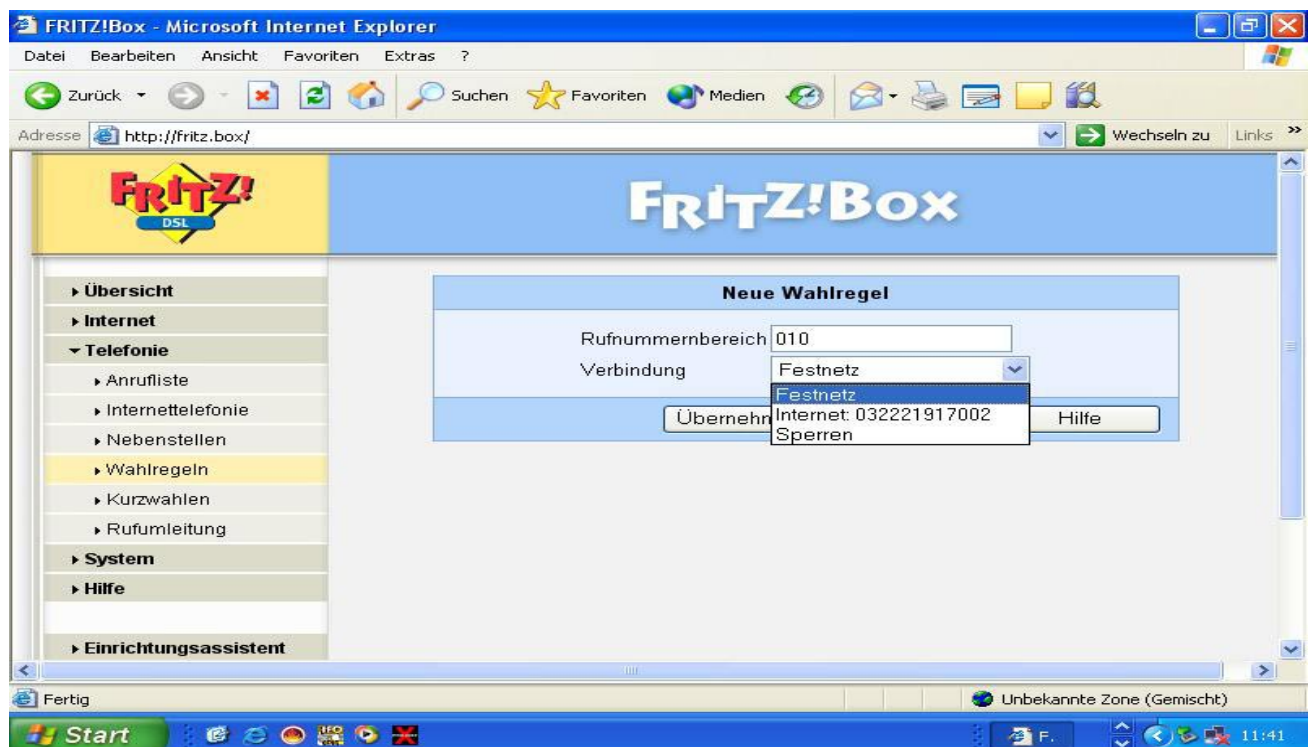 FRITZ!Box - Microsoft Internet Explorer
Datei Bearbeiten Ansicht Favoriten Extras ?
Zurück Suchen Favoriten Medien
Adresse http://fritz.box/ Wechseln zu Links »
FRITZ!
DSL
FRITZ!Box
Übersicht
Internet
Telefonie
Anrufliste
Internettelefonie
Nebenstellen
Wahlregeln
Kurzwahlen
Rufumleitung
System
Hilfe
Einrichtungsassistent
Neue Wahlregel
Rufnummernbereich 010
Verbindung Festnetz
Festnetz
Internet: 032221917002
Sperren
Übernehm Hilfe
Fertig Unbekannte Zone (Gemischt)
Start F. 11:41